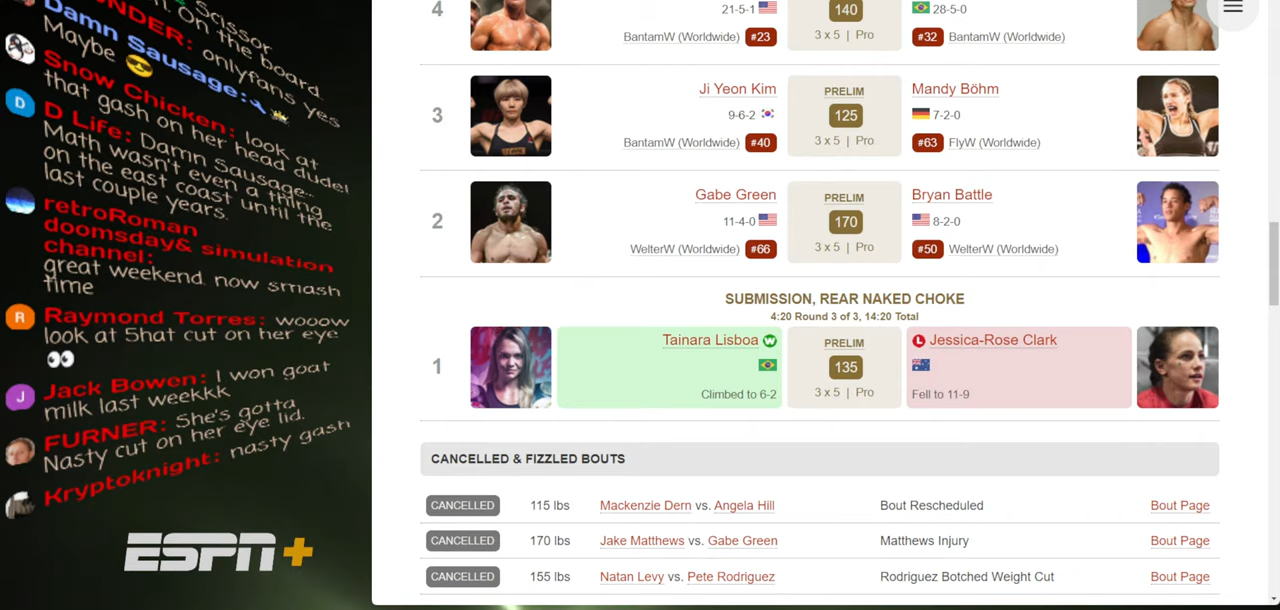 Scissor
on the board.
NDER: onlyfans yes
Damn Sausage:
Maybe 😎
Snow Chicken: look at
that gash on her head dude!
D Life: Damn Sausage...
Math wasn't even a thing
on the east coast until the
last couple years.
retroRoman
doomsday& simulation
channel:
great weekend. now smash
time
Raymond Torres: wooow
look at 5hat cut on her eye
👀
Jack Bowen: I won goat
milk last weekkk
FURNER: She's gotta
Nasty cut on her eye lid.
Kryptoknight: nasty gash
ESPN+
4
21-5-1
140
28-5-0
BantamW (Worldwide) #23
3 x 5 | Pro
#32 BantamW (Worldwide)
3
Ji Yeon Kim
PRELIM
Mandy Böhm
9-6-2
125
7-2-0
BantamW (Worldwide) #40
3 x 5 | Pro
#63 FlyW (Worldwide)
2
Gabe Green
PRELIM
Bryan Battle
11-4-0
170
8-2-0
WelterW (Worldwide) #66
3 x 5 | Pro
#50 WelterW (Worldwide)
SUBMISSION, REAR NAKED CHOKE
4:20 Round 3 of 3, 14:20 Total
1
Tainara Lisboa W
PRELIM
L Jessica-Rose Clark
135
Climbed to 6-2
3 x 5 | Pro
Fell to 11-9
CANCELLED & FIZZLED BOUTS
CANCELLED 115 lbs Mackenzie Dern vs. Angela Hill Bout Rescheduled Bout Page
CANCELLED 170 lbs Jake Matthews vs. Gabe Green Matthews Injury Bout Page
CANCELLED 155 lbs Natan Levy vs. Pete Rodriguez Rodriguez Botched Weight Cut Bout Page